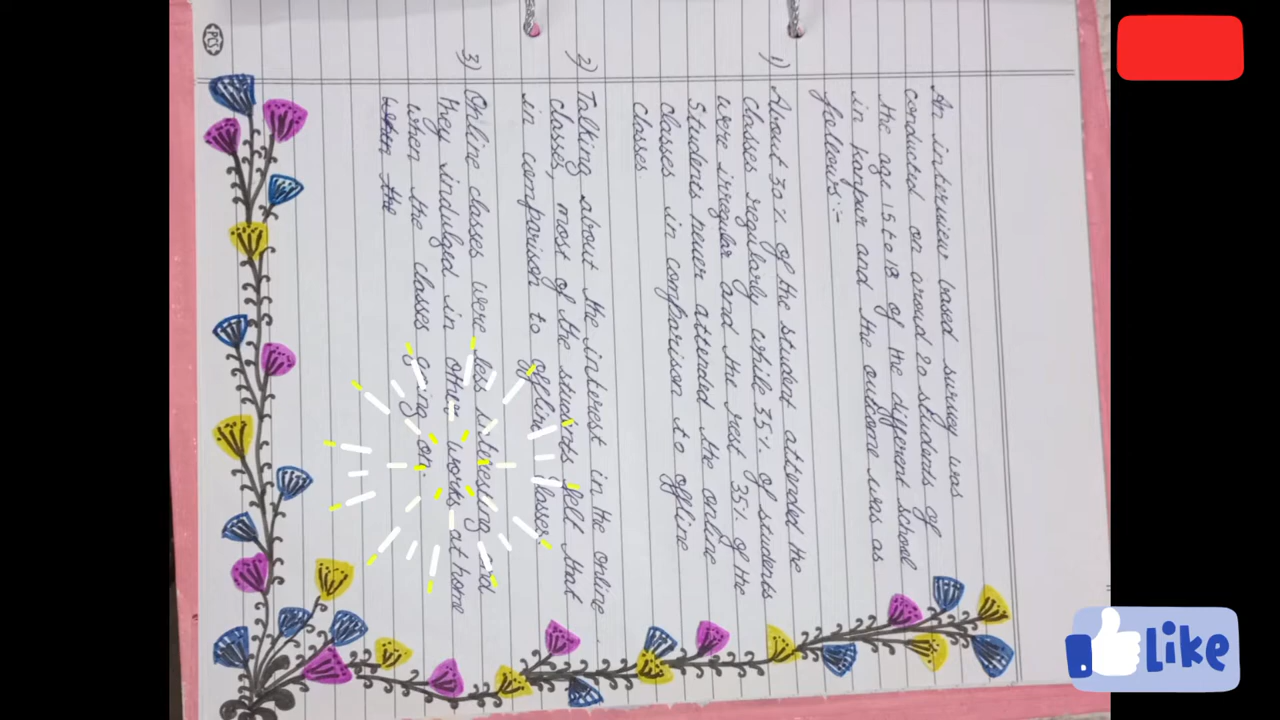 An interview based survey was
conducted on around 20 students of
the age 15 to 18 of the different school
in kanpur and the outcome was as
follows:-
1) About 30% of the student attended the
classes regularly while 35% of students
were irregular and the rest 35% of the
students never attended the online
classes in comparison to offline
classes.
2) Talking about the interest in the online
classes, most of the students felt that
in comparison to offline classes.
3) Online classes were less interesting and
they indulged in other works at home
when the classes going on.
the
PCS
Like